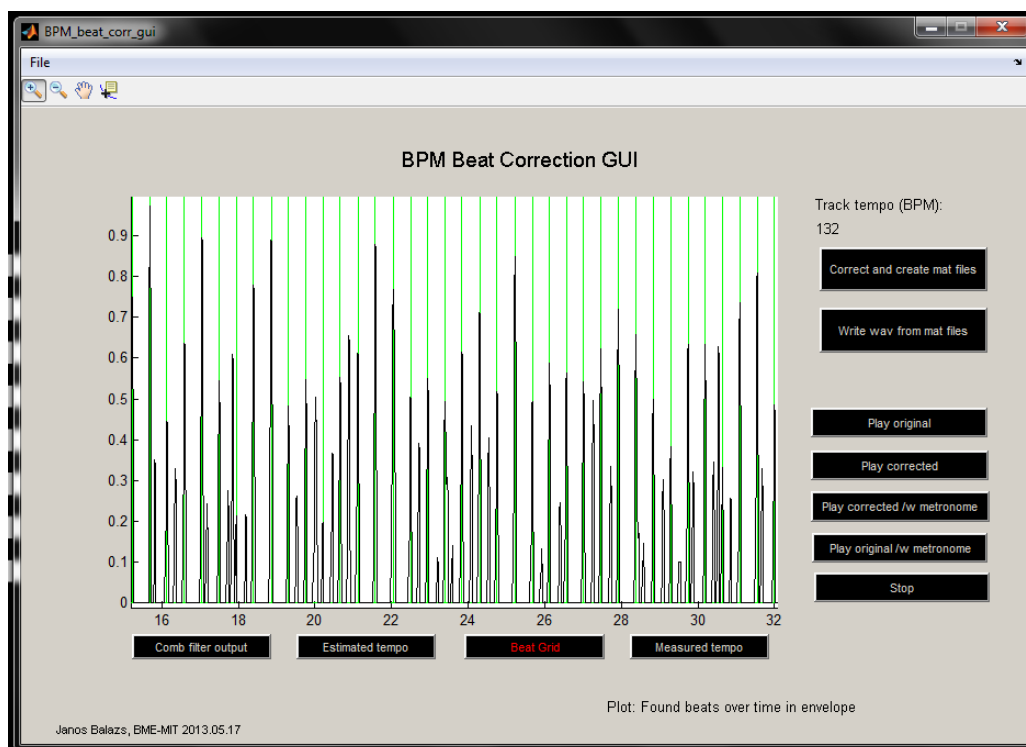 BPM_beat_corr_gui
File
BPM Beat Correction GUI
Track tempo (BPM):
132
Correct and create mat files
Write wav from mat files
Play original
Play corrected
Play corrected /w metronome
Play original /w metronome
Stop
0.9
0.8
0.7
0.6
0.5
0.4
0.3
0.2
0.1
0
16 18 20 22 24 26 28 30 32
Comb filter output Estimated tempo Beat Grid Measured tempo
Plot: Found beats over time in envelope
Janos Balazs, BME-MIT 2013.05.17